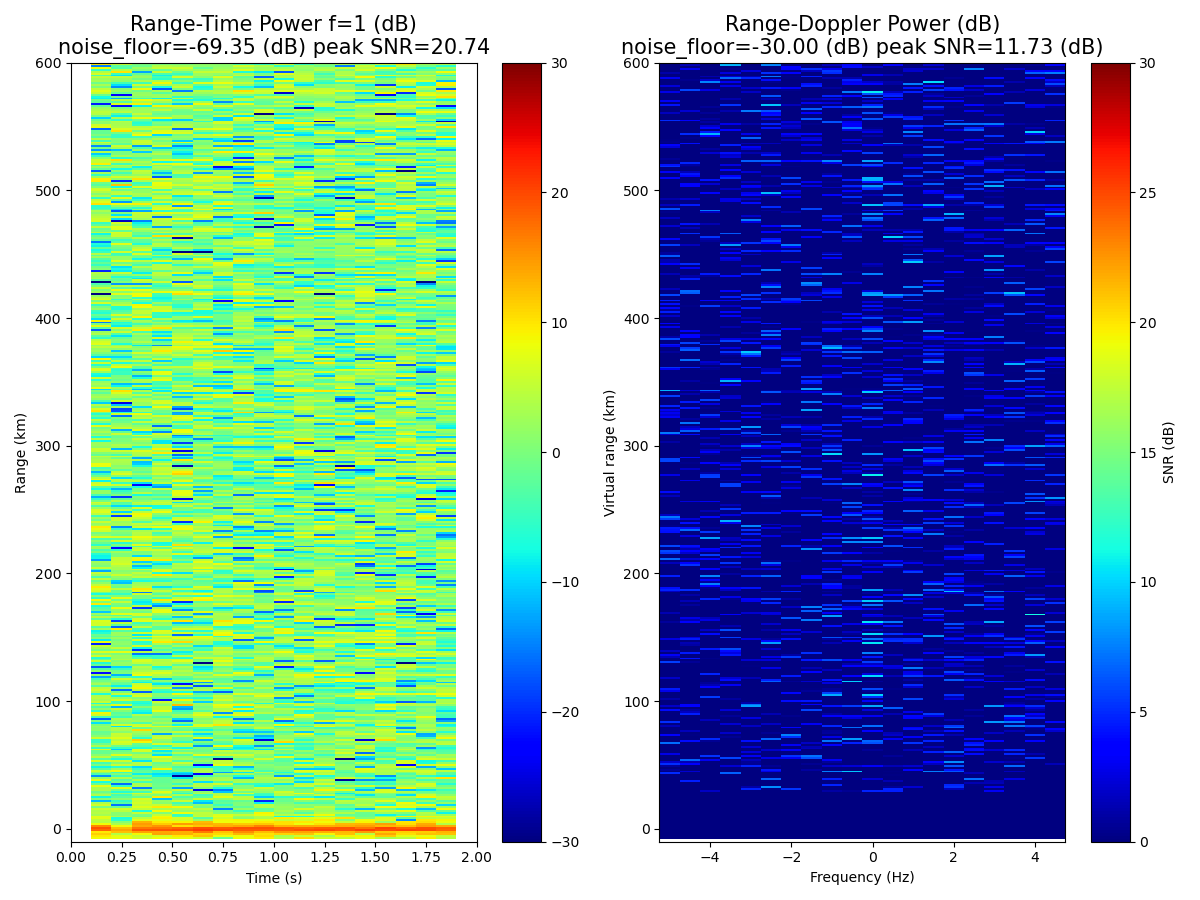 Range-Time Power f=1 (dB)
noise_floor=-69.35 (dB) peak SNR=20.74
600
500
400
300
200
100
0
Range (km)
0.00 0.25 0.50 0.75 1.00 1.25 1.50 1.75 2.00
Time (s)
30
20
10
0
−10
−20
−30
Range-Doppler Power (dB)
noise_floor=-30.00 (dB) peak SNR=11.73 (dB)
600
500
400
300
200
100
0
Virtual range (km)
−4 −2 0 2 4
Frequency (Hz)
30
25
20
15
10
5
0
SNR (dB)